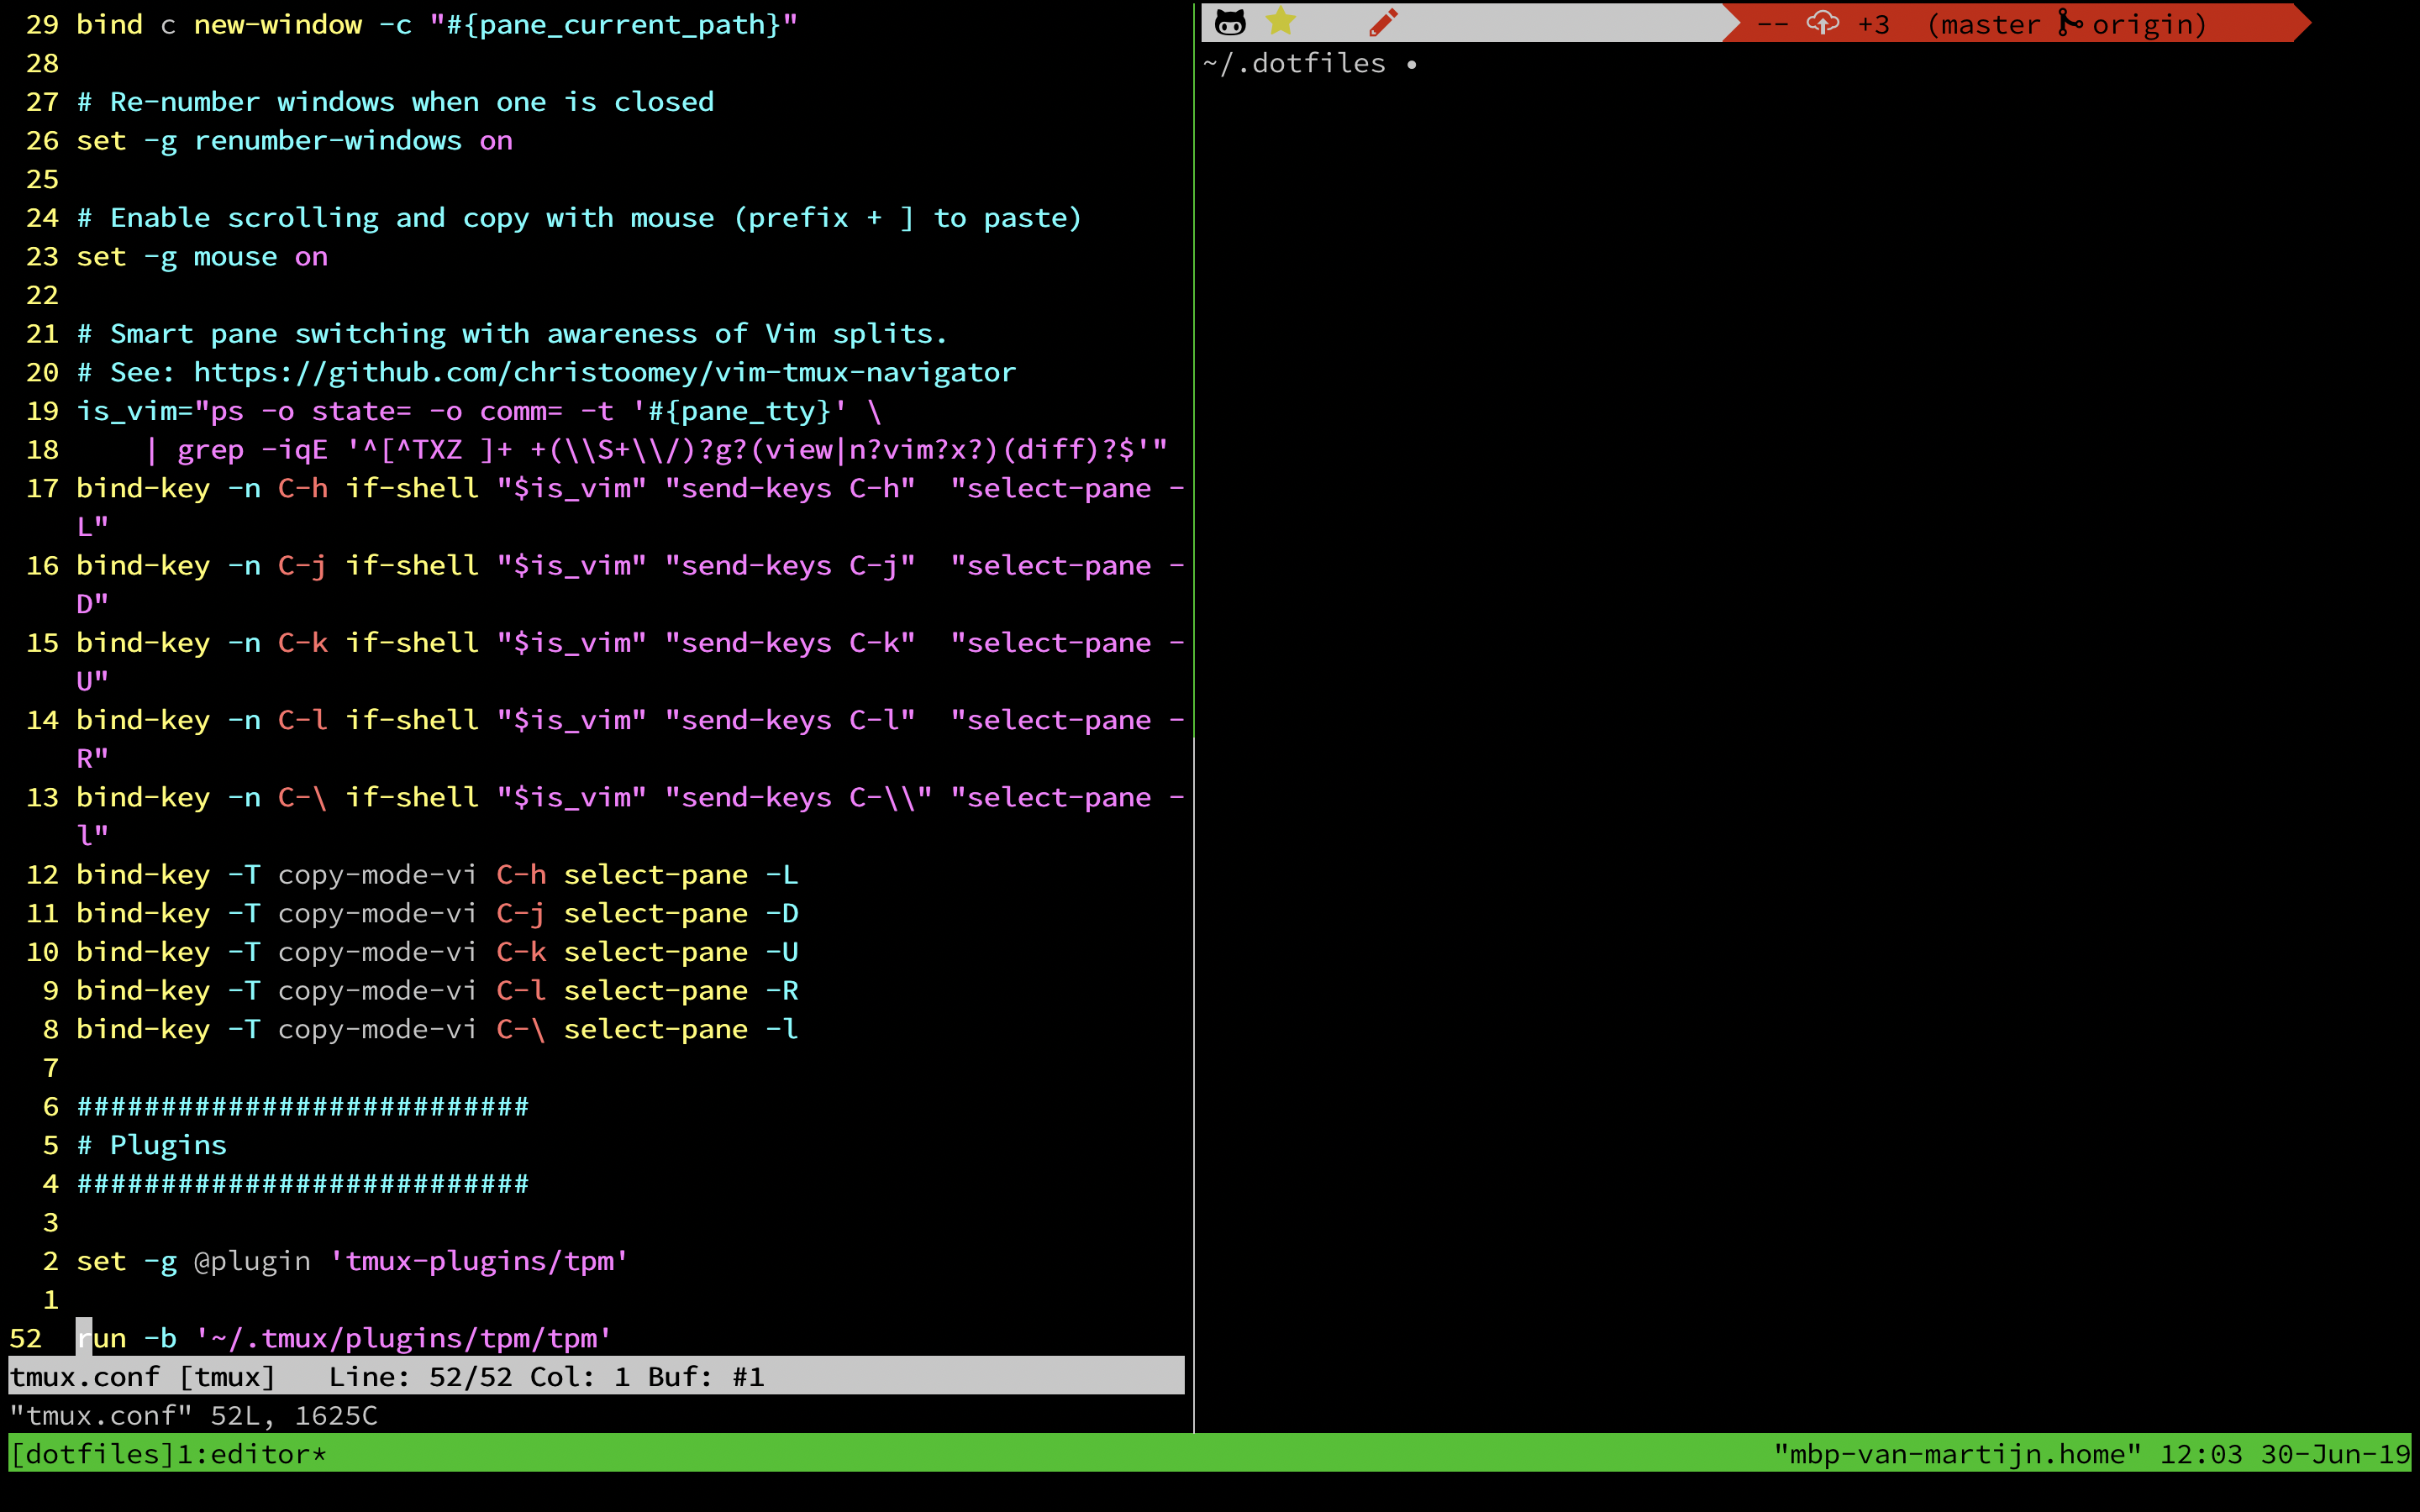 29 bind c new-window -c "#{pane_current_path}"
28
27 # Re-number windows when one is closed
26 set -g renumber-windows on
25
24 # Enable scrolling and copy with mouse (prefix + ] to paste)
23 set -g mouse on
22
21 # Smart pane switching with awareness of Vim splits.
20 # See: https://github.com/christoomey/vim-tmux-navigator
19 is_vim="ps -o state= -o comm= -t '#{pane_tty}' \
18     | grep -iqE '^[^TXZ ]+ +(\\S+\\/)?g?(view|n?vim?x?)(diff)?$'"
17 bind-key -n C-h if-shell "$is_vim" "send-keys C-h"  "select-pane -
L"
16 bind-key -n C-j if-shell "$is_vim" "send-keys C-j"  "select-pane -
D"
15 bind-key -n C-k if-shell "$is_vim" "send-keys C-k"  "select-pane -
U"
14 bind-key -n C-l if-shell "$is_vim" "send-keys C-l"  "select-pane -
R"
13 bind-key -n C-\ if-shell "$is_vim" "send-keys C-\\" "select-pane -
l"
12 bind-key -T copy-mode-vi C-h select-pane -L
11 bind-key -T copy-mode-vi C-j select-pane -D
10 bind-key -T copy-mode-vi C-k select-pane -U
9 bind-key -T copy-mode-vi C-l select-pane -R
8 bind-key -T copy-mode-vi C-\ select-pane -l
7
6 ###########################
5 # Plugins
4 ###########################
3
2 set -g @plugin 'tmux-plugins/tpm'
1
52 run -b '~/.tmux/plugins/tpm/tpm'
tmux.conf [tmux]   Line: 52/52 Col: 1 Buf: #1
"tmux.conf" 52L, 1625C
-- +3 (master origin)
~/.dotfiles •
[dotfiles]1:editor*
"mbp-van-martijn.home" 12:03 30-Jun-19